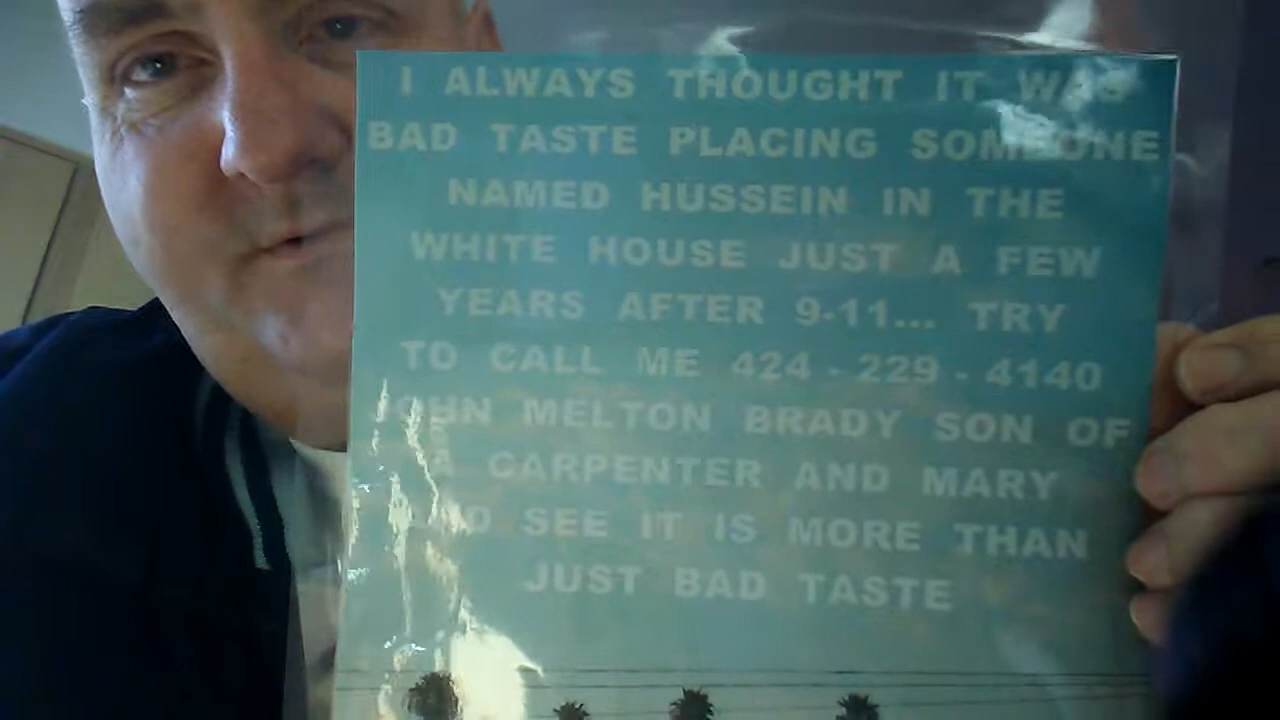 I ALWAYS THOUGHT IT WAS
BAD TASTE PLACING SOMEONE
NAMED HUSSEIN IN THE
WHITE HOUSE JUST A FEW
YEARS AFTER 9-11... TRY
TO CALL ME 424 - 229 - 4140
JOHN MELTON BRADY SON OF
A CARPENTER AND MARY
AND SEE IT IS MORE THAN
JUST BAD TASTE